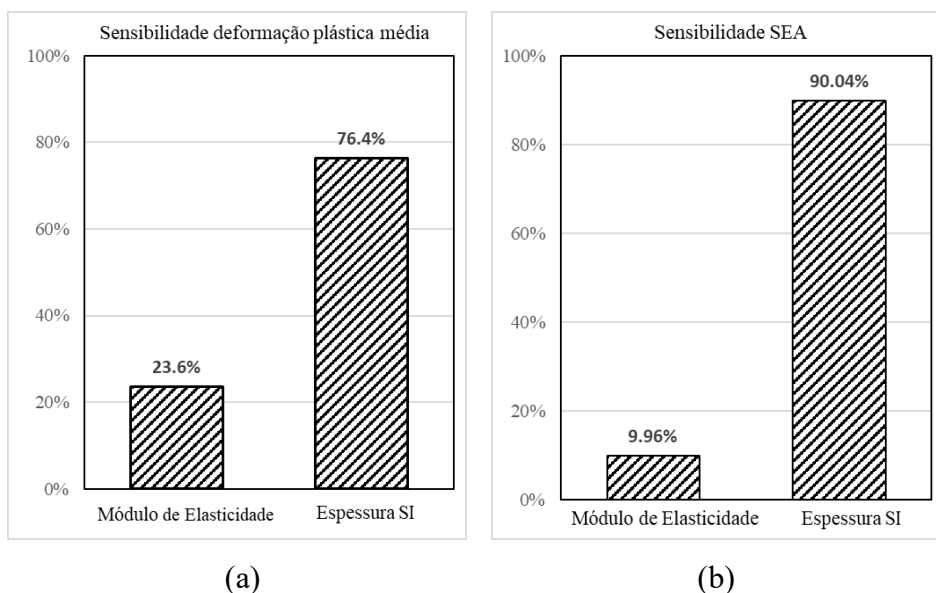 Sensibilidade deformação plástica média
100%
80%
60%
40%
20%
0%
76.4%
23.6%
Módulo de Elasticidade
Espessura SI
(a)
Sensibilidade SEA
100%
80%
60%
40%
20%
0%
90.04%
9.96%
Módulo de Elasticidade
Espessura SI
(b)